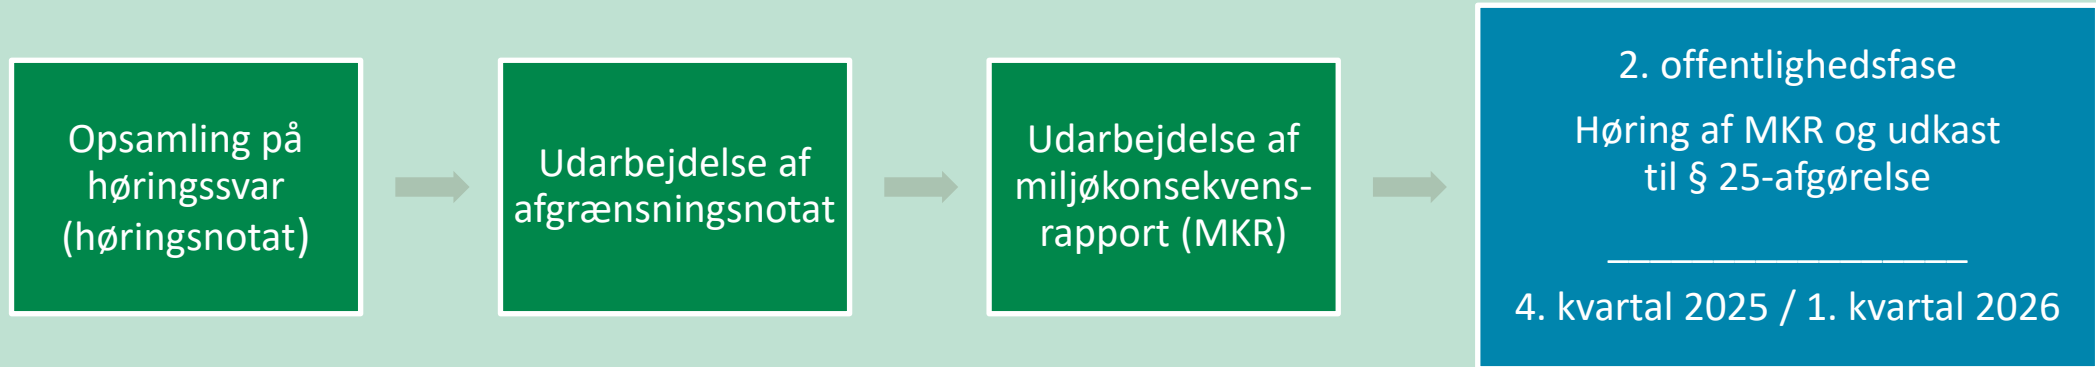 Opsamling på
høringssvar
(høringsnotat)
Udarbejdelse af
afgrænsningsnotat
Udarbejdelse af
miljøkonsekvens-
rapport (MKR)
2. offentlighedsfase
Høring af MKR og udkast
til § 25-afgørelse
__________________
4. kvartal 2025 / 1. kvartal 2026